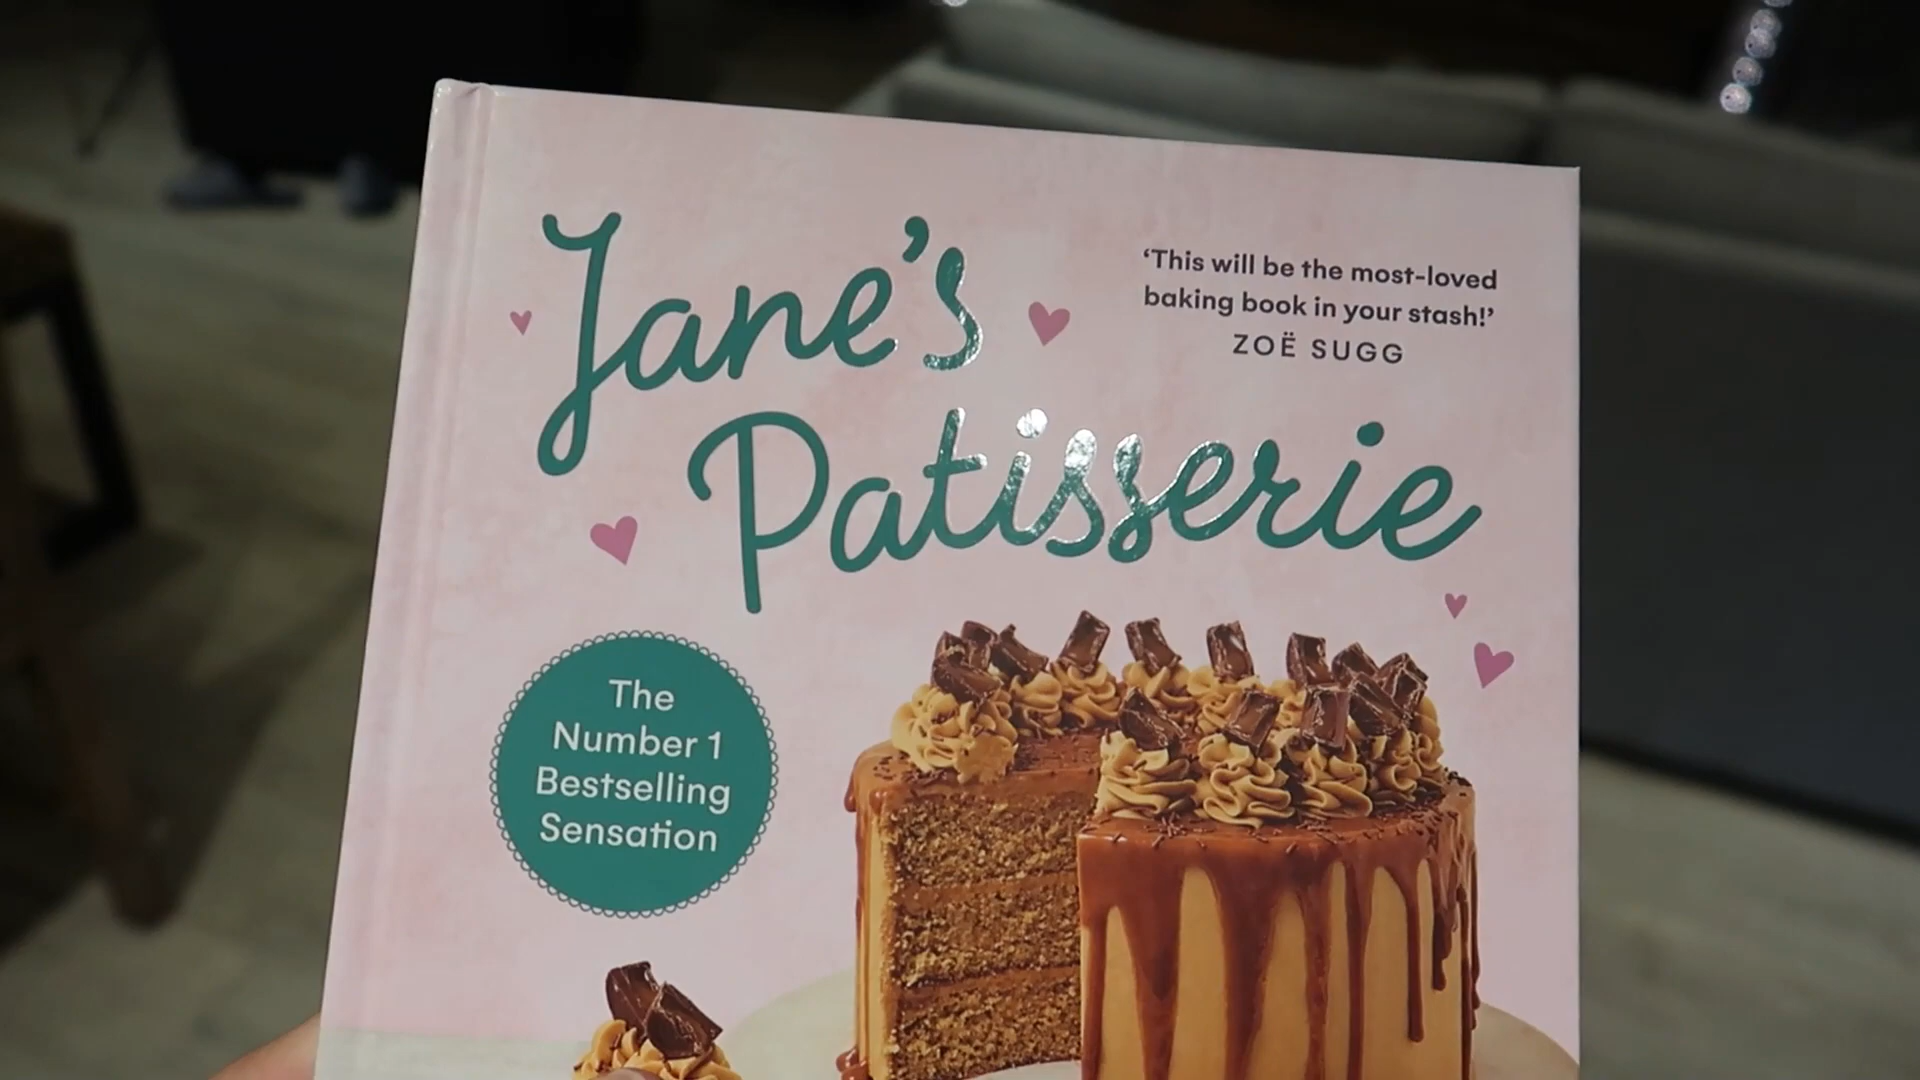 Jane's
Patisserie
‘This will be the most-loved
baking book in your stash!’
ZOË SUGG
The
Number 1
Bestselling
Sensation